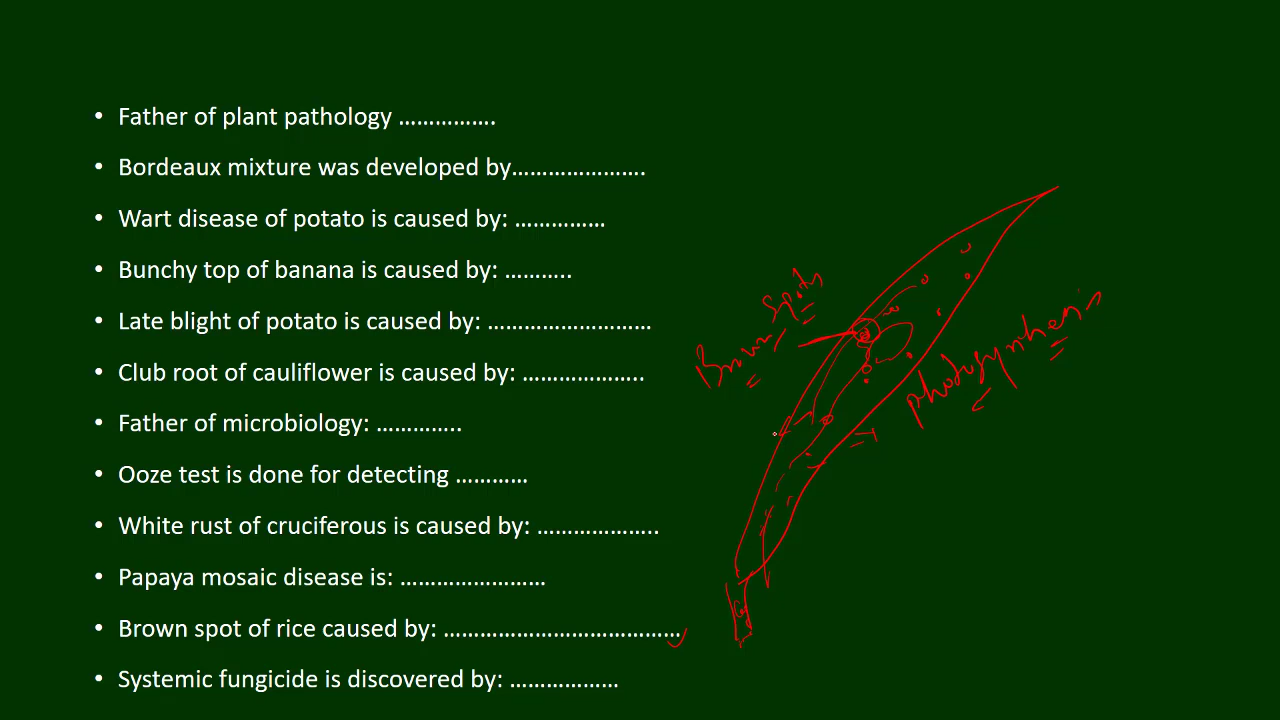 • Father of plant pathology …………….
• Bordeaux mixture was developed by………………….
• Wart disease of potato is caused by: ……………
• Bunchy top of banana is caused by: ………..
• Late blight of potato is caused by: ………………………
• Club root of cauliflower is caused by: ………………..
• Father of microbiology: …………..
• Ooze test is done for detecting …………
• White rust of cruciferous is caused by: ………………..
• Papaya mosaic disease is: ……………………
• Brown spot of rice caused by: …………………………………
• Systemic fungicide is discovered by: ………………
Brown Spots
photosynthesis